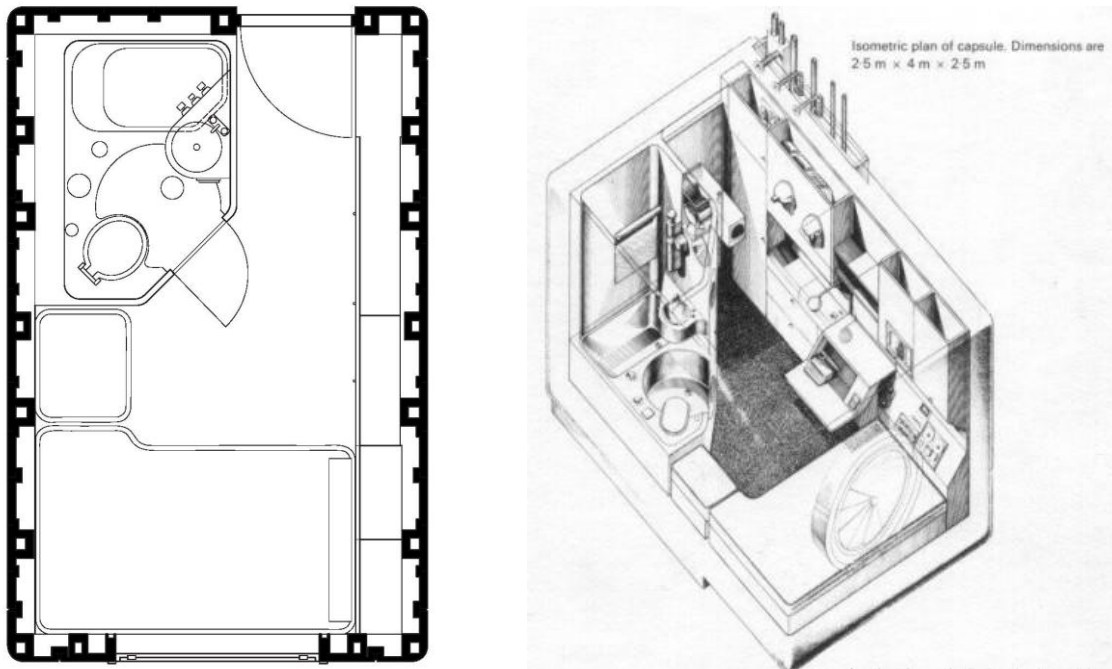 Isometric plan of capsule. Dimensions are
2·5 m × 4 m × 2·5 m